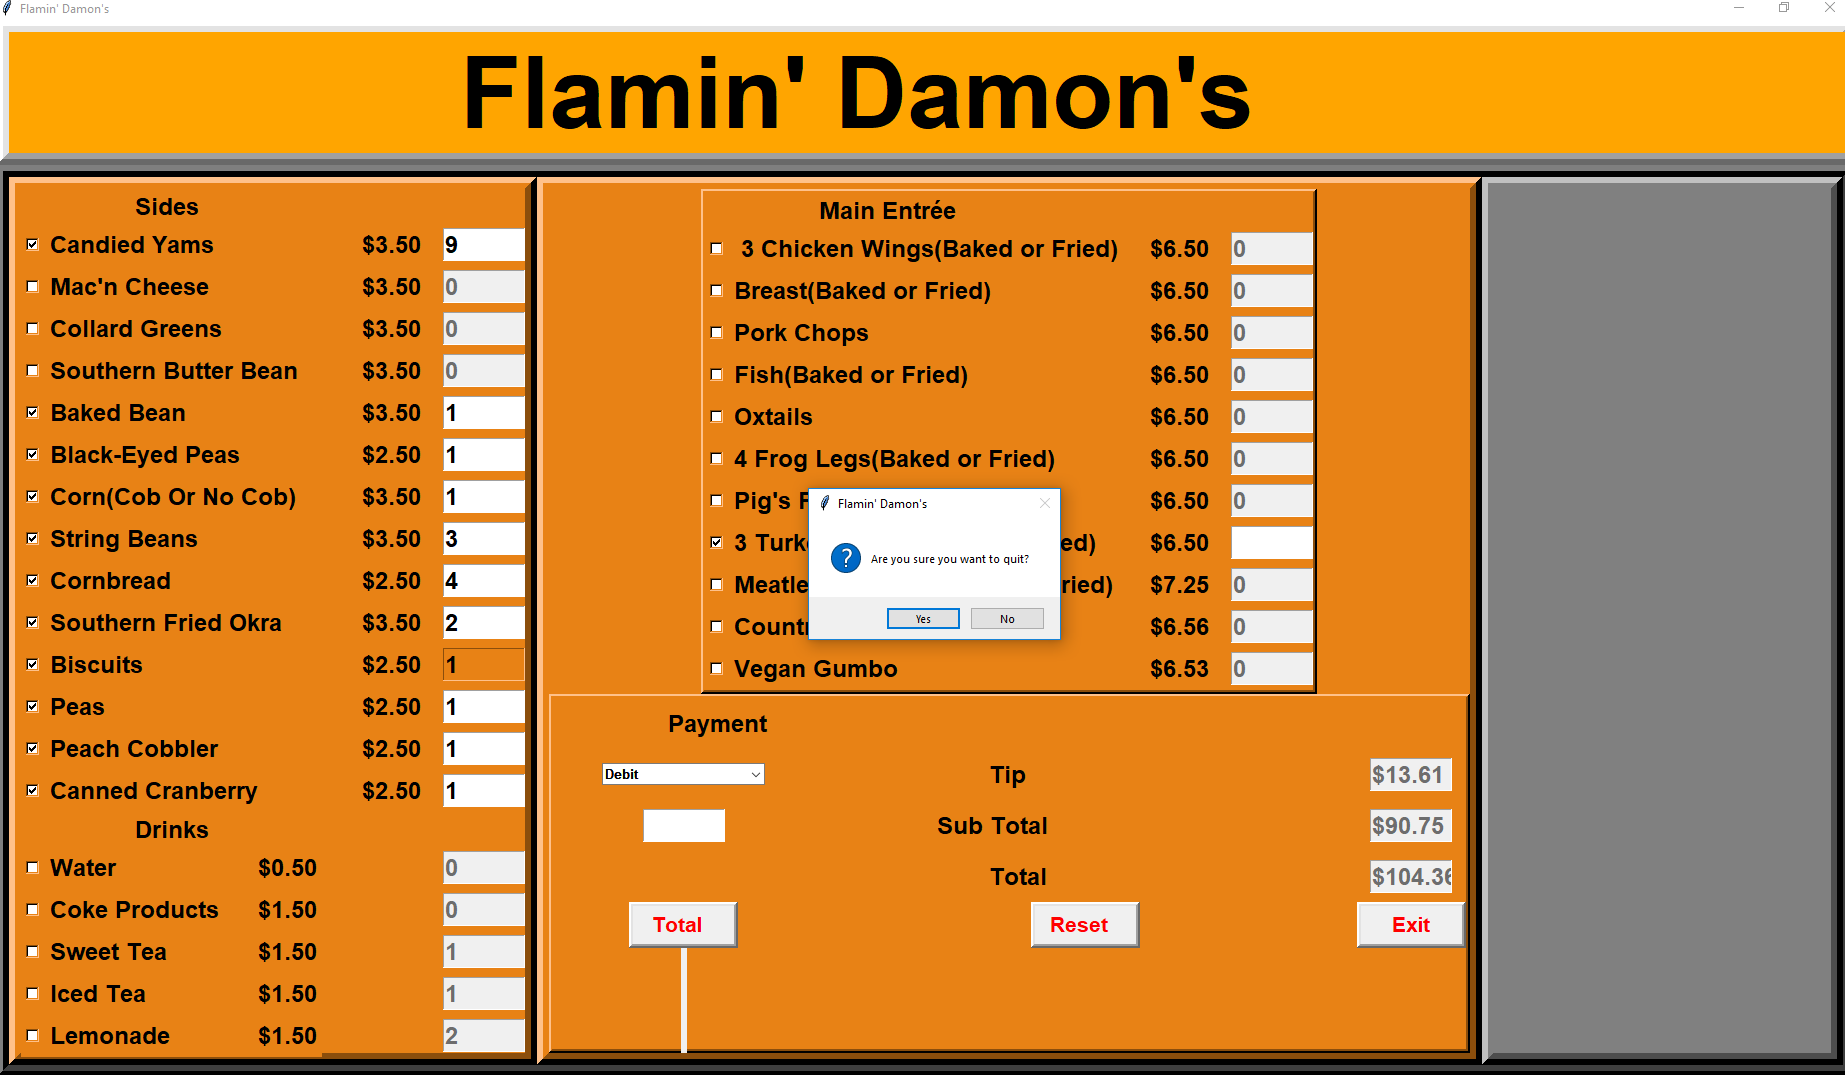 Flamin' Damon's
Flamin' Damon's
Sides
Candied Yams $3.50 9
Mac'n Cheese $3.50 0
Collard Greens $3.50 0
Southern Butter Bean $3.50 0
Baked Bean $3.50 1
Black-Eyed Peas $2.50 1
Corn(Cob Or No Cob) $3.50 1
String Beans $3.50 3
Cornbread $2.50 4
Southern Fried Okra $3.50 2
Biscuits $2.50 1
Peas $2.50 1
Peach Cobbler $2.50 1
Canned Cranberry $2.50 1
Drinks
Water $0.50 0
Coke Products $1.50 0
Sweet Tea $1.50 1
Iced Tea $1.50 1
Lemonade $1.50 2
Main Entrée
3 Chicken Wings(Baked or Fried) $6.50 0
Breast(Baked or Fried) $6.50 0
Pork Chops $6.50 0
Fish(Baked or Fried) $6.50 0
Oxtails $6.50 0
4 Frog Legs(Baked or Fried) $6.50 0
Pig's $6.50 0
3 $6.50
$7.25 0
$6.56 0
Vegan Gumbo $6.53 0
Flamin' Damon's
Are you sure you want to quit?
Yes No
Payment
Debit Tip $13.61
Sub Total $90.75
Total $104.36
Total Reset Exit